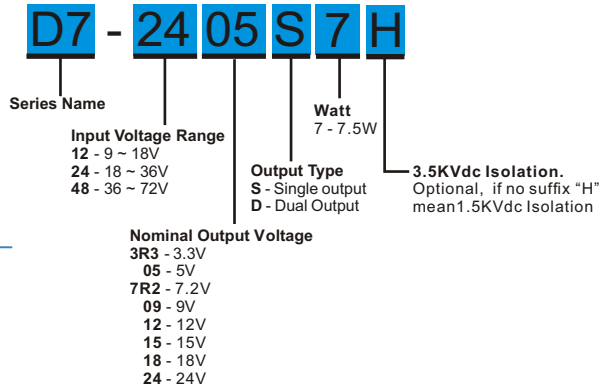 D7 - 24 05 S 7 H
Series Name
Watt
7 - 7.5W
Input Voltage Range
12 - 9 ~ 18V
24 - 18 ~ 36V
48 - 36 ~ 72V
Output Type
S - Single output
D - Dual Output
3.5KVdc Isolation.
Optional, if no suffix “H”
mean1.5KVdc Isolation
Nominal Output Voltage
3R3 - 3.3V
05 - 5V
7R2 - 7.2V
09 - 9V
12 - 12V
15 - 15V
18 - 18V
24 - 24V